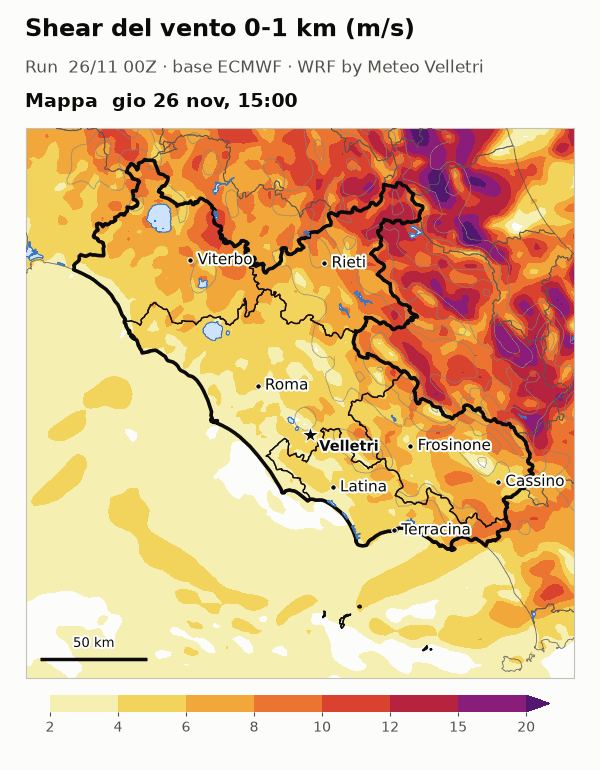 Shear del vento 0-1 km (m/s)
Run  26/11 00Z · base ECMWF · WRF by Meteo Velletri
Mappa  gio 26 nov, 15:00
Viterbo
Rieti
Roma
Velletri
Frosinone
Latina
Cassino
Terracina
50 km
2 4 6 8 10 12 15 20